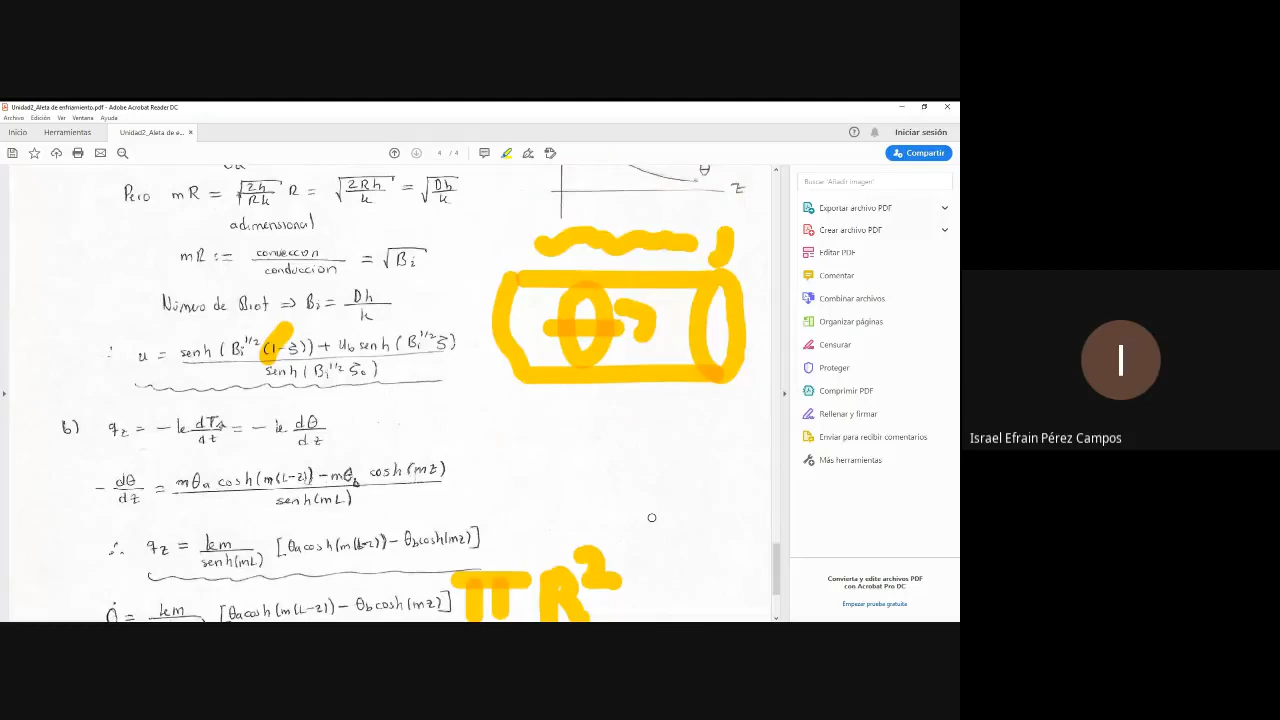 Unidad2_Aleta de enfriamiento.pdf - Adobe Acrobat Reader DC
Archivo Edición Ver Ventana Ayuda
Inicio Herramientas Unidad2_Aleta de e... × Iniciar sesión
4 / 4 Compartir
Pero mR = √(2h/Rk) R = √(2Rh/k) = √(Dh/k)
adimensional
mR := conveccion/conduccion = √Bi
Número de Biot ⇒ Bi = Dh/k
∴ u = senh(Bi^1/2 (1-ζ)) + ub senh(Bi^1/2 ζ) / senh(Bi^1/2 ζ0)
b) qz = -k dTa/dz = -k dθ/dz
-dθ/dz = mθa cosh(m(L-z)) - mθb cosh(mz) / senh(mL)
∴ qz = km/senh(mL) [θa cosh(m(L-z)) - θb cosh(mz)]
Q̇ = km [θa cosh(m(L-z)) - θb cosh(mz)]
πR²
θ
z
Buscar 'Añadir imagen'
Exportar archivo PDF
Crear archivo PDF
Editar PDF
Comentar
Combinar archivos
Organizar páginas
Censurar
Proteger
Comprimir PDF
Rellenar y firmar
Enviar para recibir comentarios
Más herramientas
Convierta y edite archivos PDF
con Acrobat Pro DC
Empezar prueba gratuita
I
Israel Efrain Pérez Campos